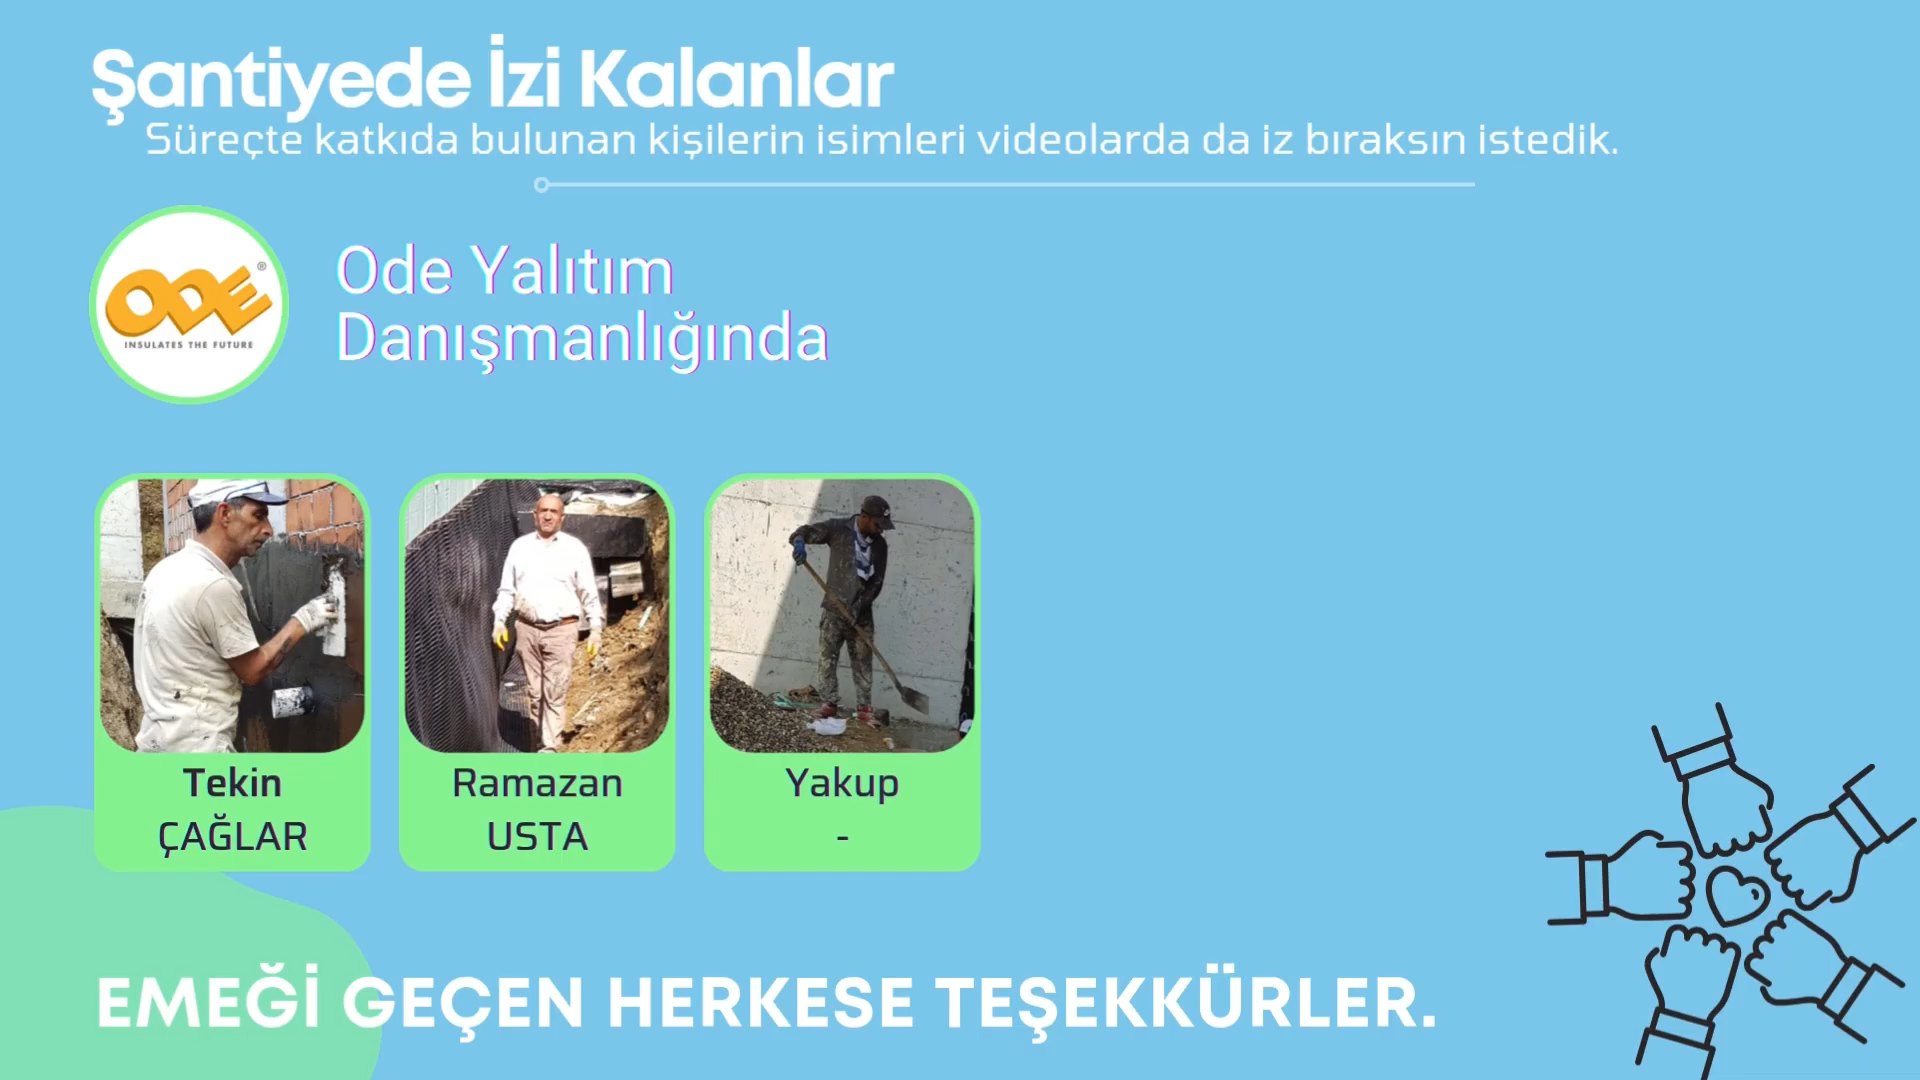 Şantiyede İzi Kalanlar
Süreçte katkıda bulunan kişilerin isimleri videolarda da iz bıraksın istedik.
ODE®
INSULATES THE FUTURE
Ode Yalıtım
Danışmanlığında
Tekin
ÇAĞLAR
Ramazan
USTA
Yakup
-
EMEĞİ GEÇEN HERKESE TEŞEKKÜRLER.